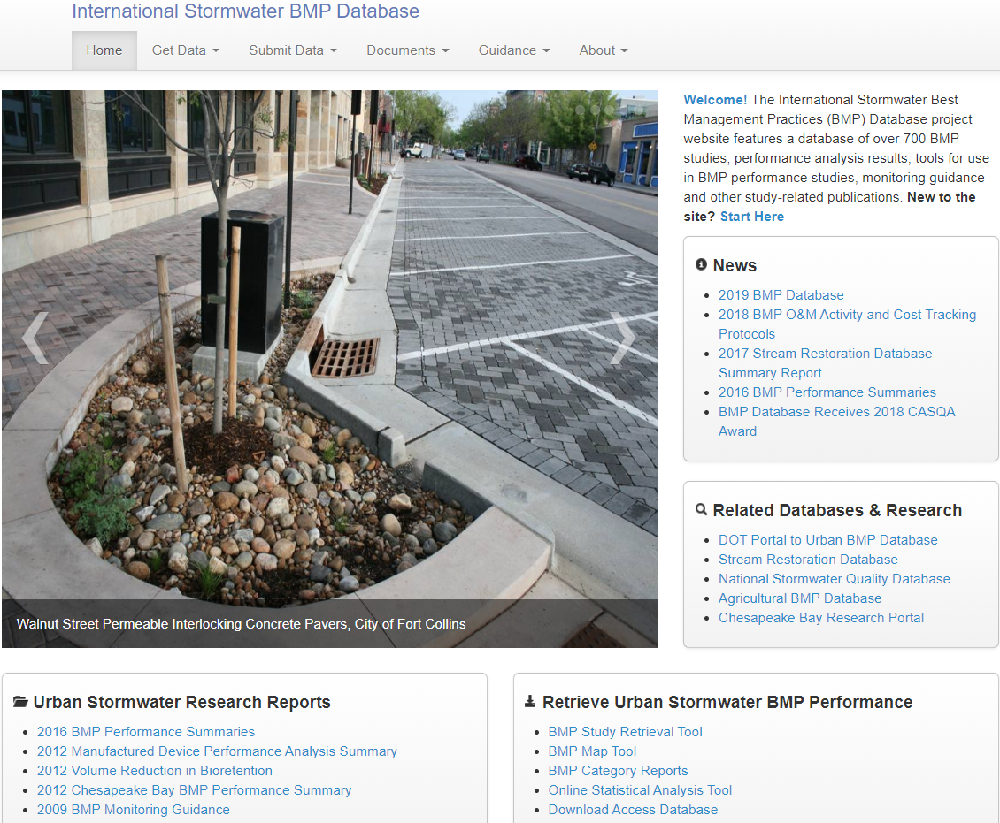 International Stormwater BMP Database
Home Get Data Submit Data Documents Guidance About
Welcome! The International Stormwater Best
Management Practices (BMP) Database project
website features a database of over 700 BMP
studies, performance analysis results, tools for use
in BMP performance studies, monitoring guidance
and other study-related publications. New to the
site? Start Here
News
2019 BMP Database
2018 BMP O&M Activity and Cost Tracking
Protocols
2017 Stream Restoration Database
Summary Report
2016 BMP Performance Summaries
BMP Database Receives 2018 CASQA
Award
Related Databases & Research
DOT Portal to Urban BMP Database
Stream Restoration Database
National Stormwater Quality Database
Agricultural BMP Database
Chesapeake Bay Research Portal
Walnut Street Permeable Interlocking Concrete Pavers, City of Fort Collins
Urban Stormwater Research Reports
2016 BMP Performance Summaries
2012 Manufactured Device Performance Analysis Summary
2012 Volume Reduction in Bioretention
2012 Chesapeake Bay BMP Performance Summary
2009 BMP Monitoring Guidance
Retrieve Urban Stormwater BMP Performance
BMP Study Retrieval Tool
BMP Map Tool
BMP Category Reports
Online Statistical Analysis Tool
Download Access Database